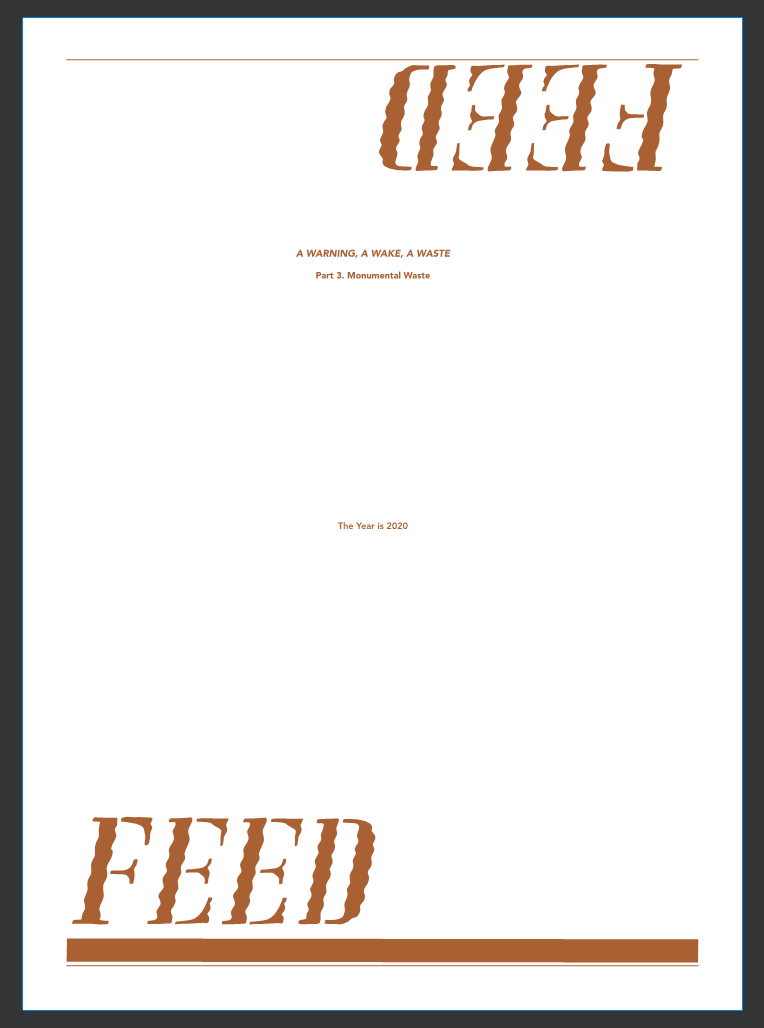 FEED
A WARNING, A WAKE, A WASTE
Part 3. Monumental Waste
The Year is 2020
FEED